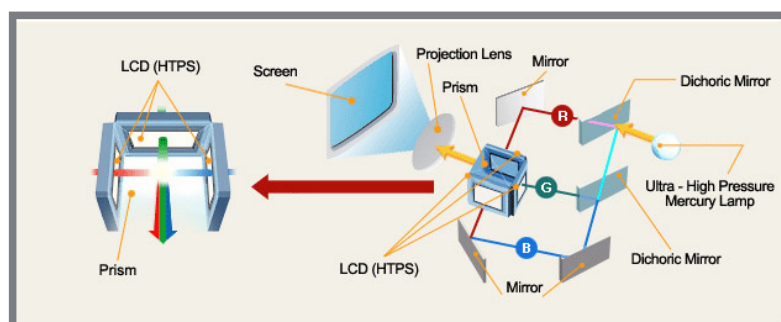 LCD (HTPS)
Screen
Projection Lens
Prism
Mirror
Dichoric Mirror
R
G
B
Ultra - High Pressure
Mercury Lamp
Dichoric Mirror
LCD (HTPS)
Mirror
Prism